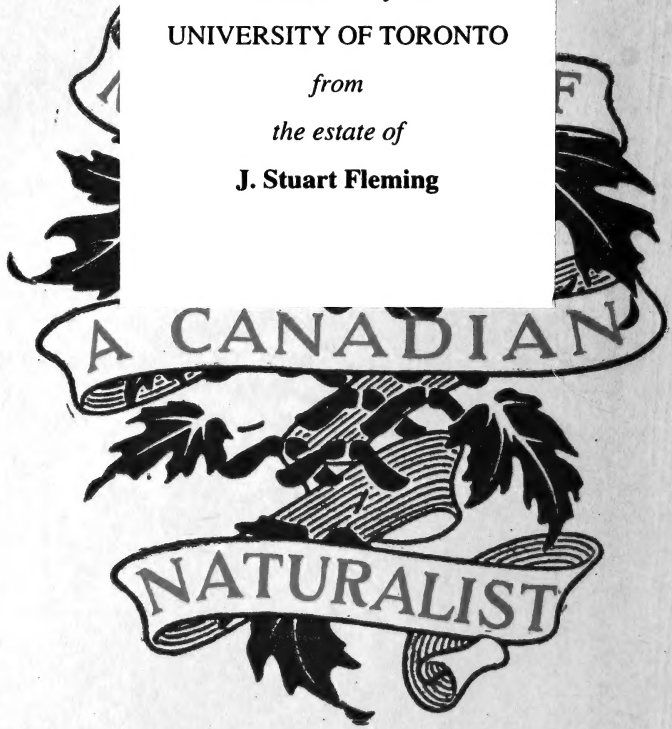 UNIVERSITY OF TORONTO
from
the estate of
J. Stuart Fleming
A CANADIAN
NATURALIST